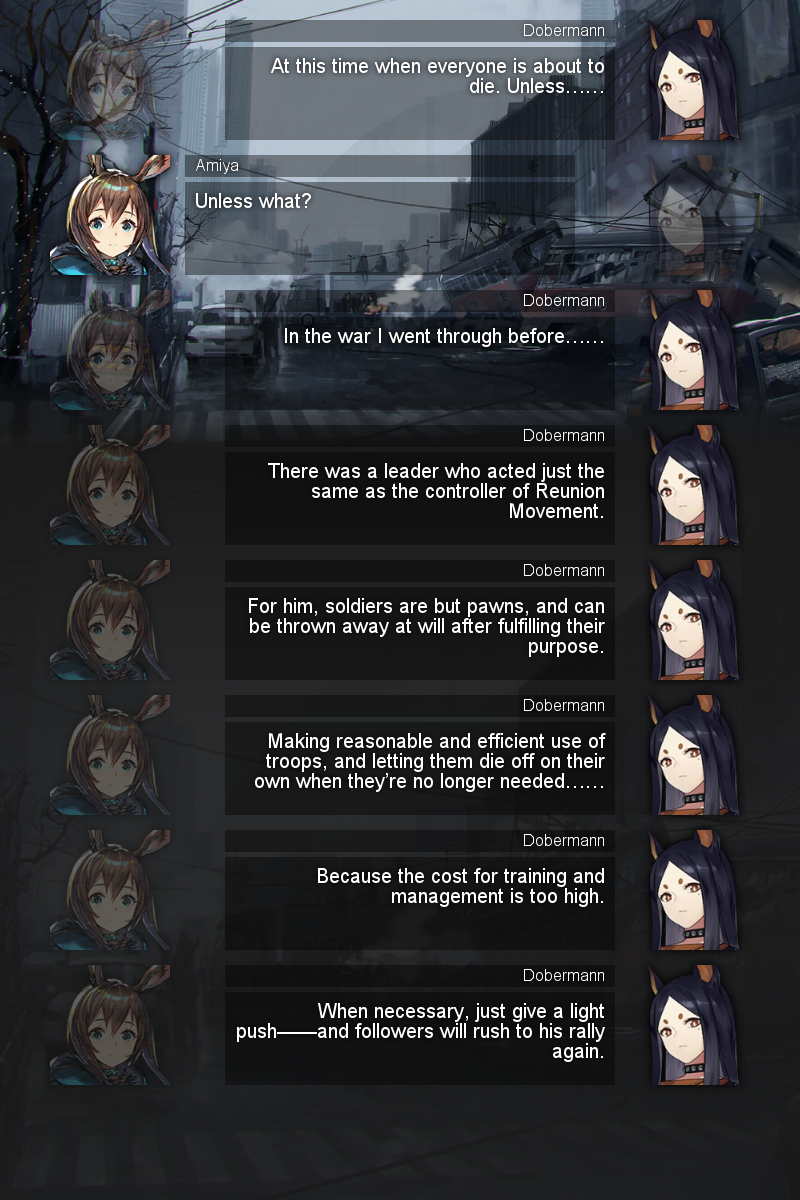 Dobermann
At this time when everyone is about to
die. Unless……
Amiya
Unless what?
Dobermann
In the war I went through before……
Dobermann
There was a leader who acted just the
same as the controller of Reunion
Movement.
Dobermann
For him, soldiers are but pawns, and can
be thrown away at will after fulfilling their
purpose.
Dobermann
Making reasonable and efficient use of
troops, and letting them die off on their
own when they’re no longer needed……
Dobermann
Because the cost for training and
management is too high.
Dobermann
When necessary, just give a light
push——and followers will rush to his rally
again.